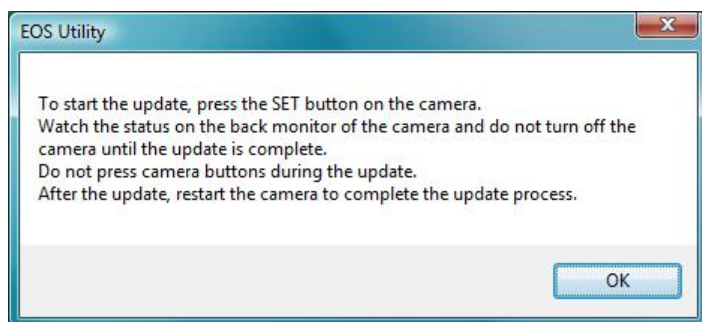 EOS Utility
To start the update, press the SET button on the camera.
Watch the status on the back monitor of the camera and do not turn off the
camera until the update is complete.
Do not press camera buttons during the update.
After the update, restart the camera to complete the update process.
OK